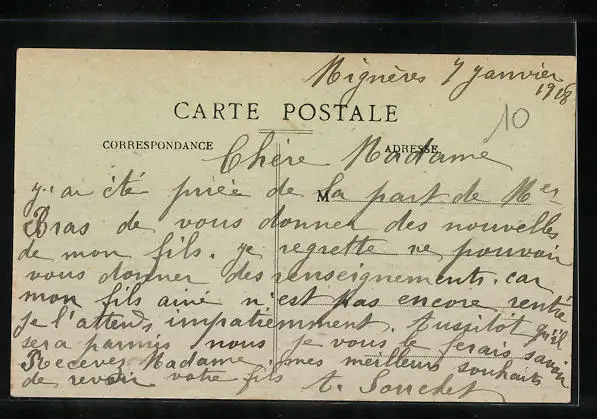 Mignères 7 janvier
1918
10
CARTE POSTALE
CORRESPONDANCE
ADRESSE
Chère Madame
M
j'ai été priée de la part de Mer
Bras de vous donner des nouvelles
de mon fils. je regrette ne pouvoir
vous donner des renseignements. car
mon fils ainé n'est pas encore rentré
je l'attends impatiemment. Aussitôt qu'il
sera parmis nous je vous le ferais savoir
Recevez Madame. mes meilleurs souhaits
de revoir votre fils